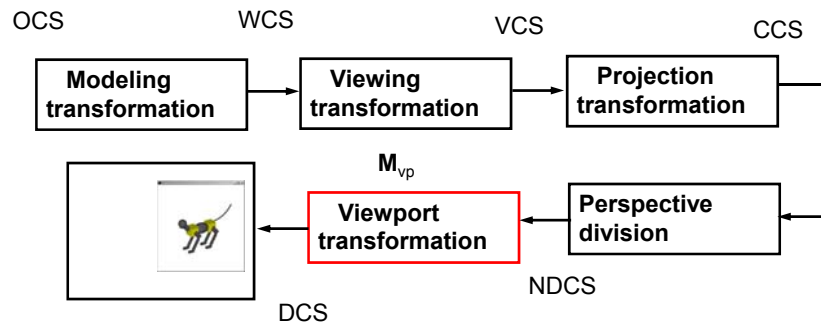 OCS
WCS
VCS
CCS
Modeling
transformation
Viewing
transformation
Projection
transformation
Mvp
Viewport
transformation
Perspective
division
DCS
NDCS